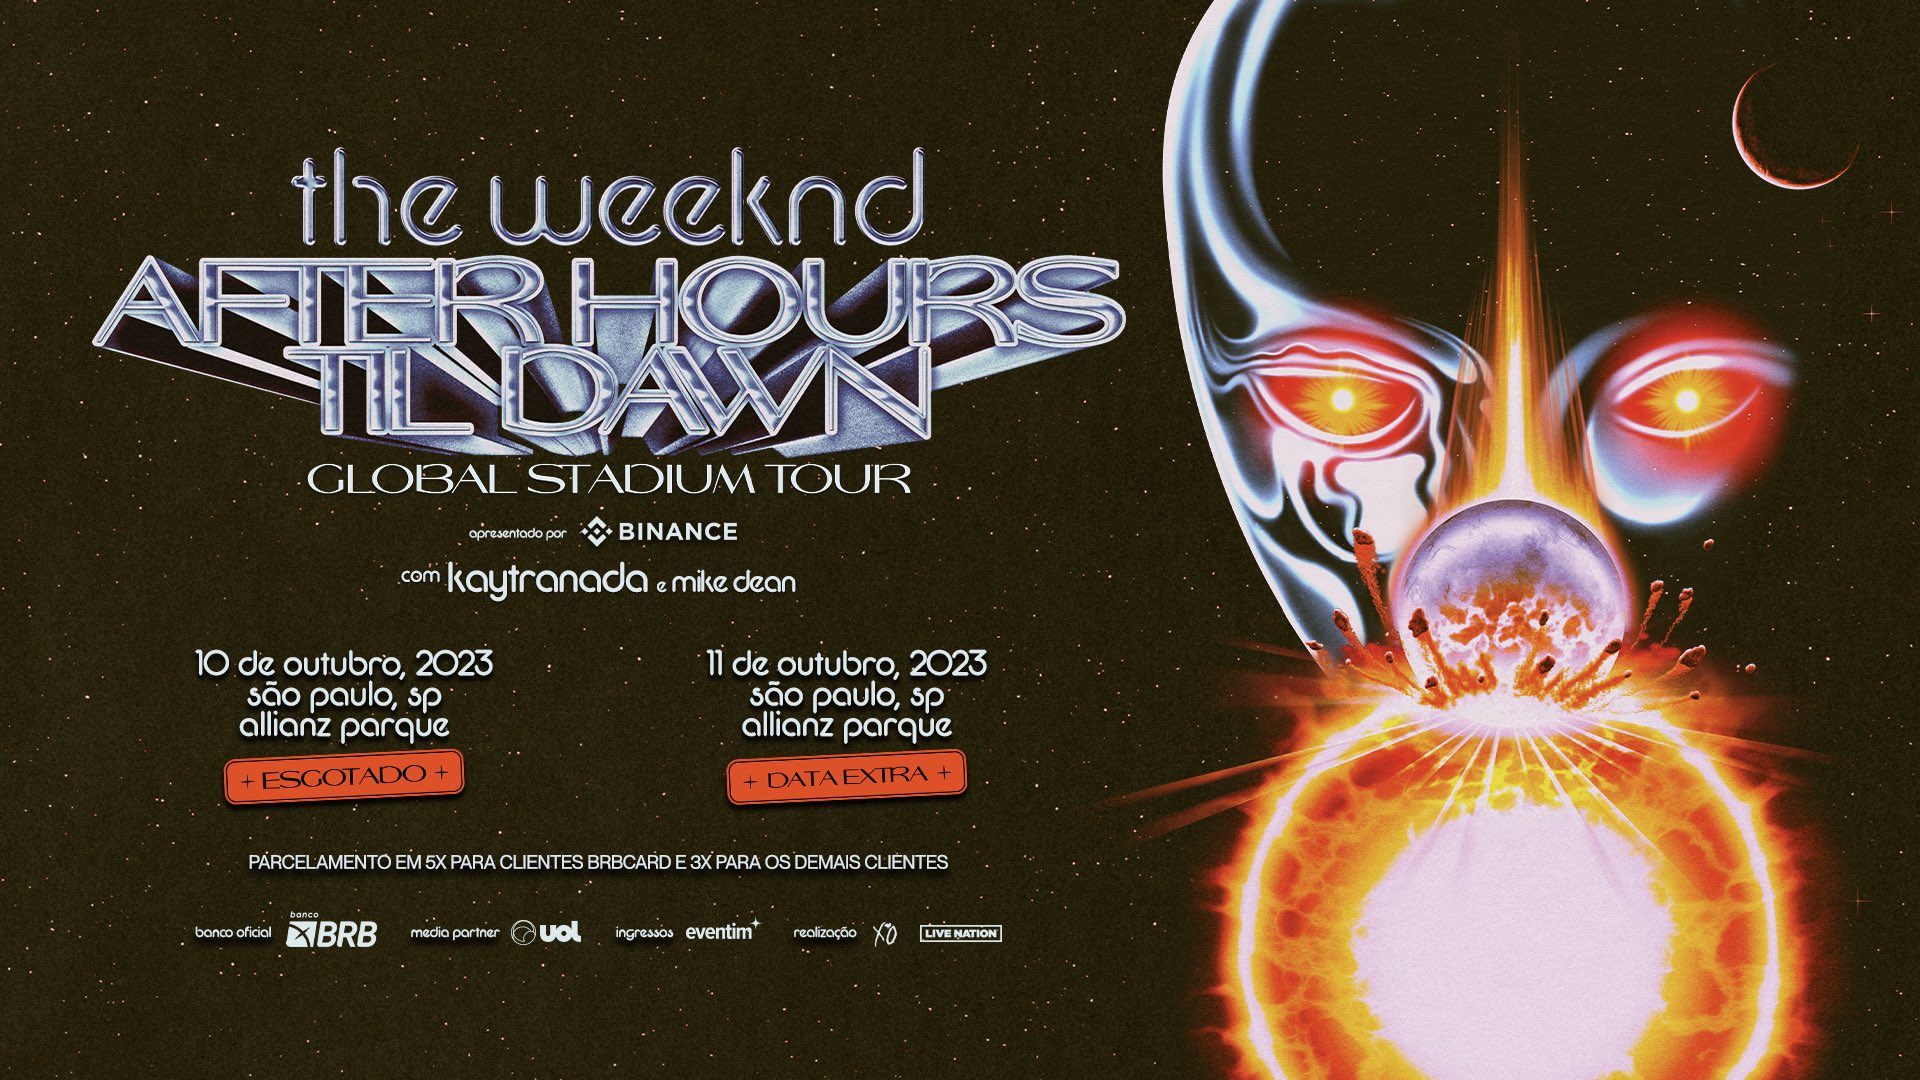 the weeknd
AFTER HOURS
TIL DAWN
GLOBAL STADIUM TOUR
apresentado por BINANCE
com kaytranada e mike dean
10 de outubro, 2023
são paulo, sp
allianz parque
+ ESGOTADO +
11 de outubro, 2023
são paulo, sp
allianz parque
+ DATA EXTRA +
PARCELAMENTO EM 5X PARA CLIENTES BRBCARD E 3X PARA OS DEMAIS CLIENTES
banco oficial banco BRB media partner uol ingressos eventim realização XO LIVE NATION